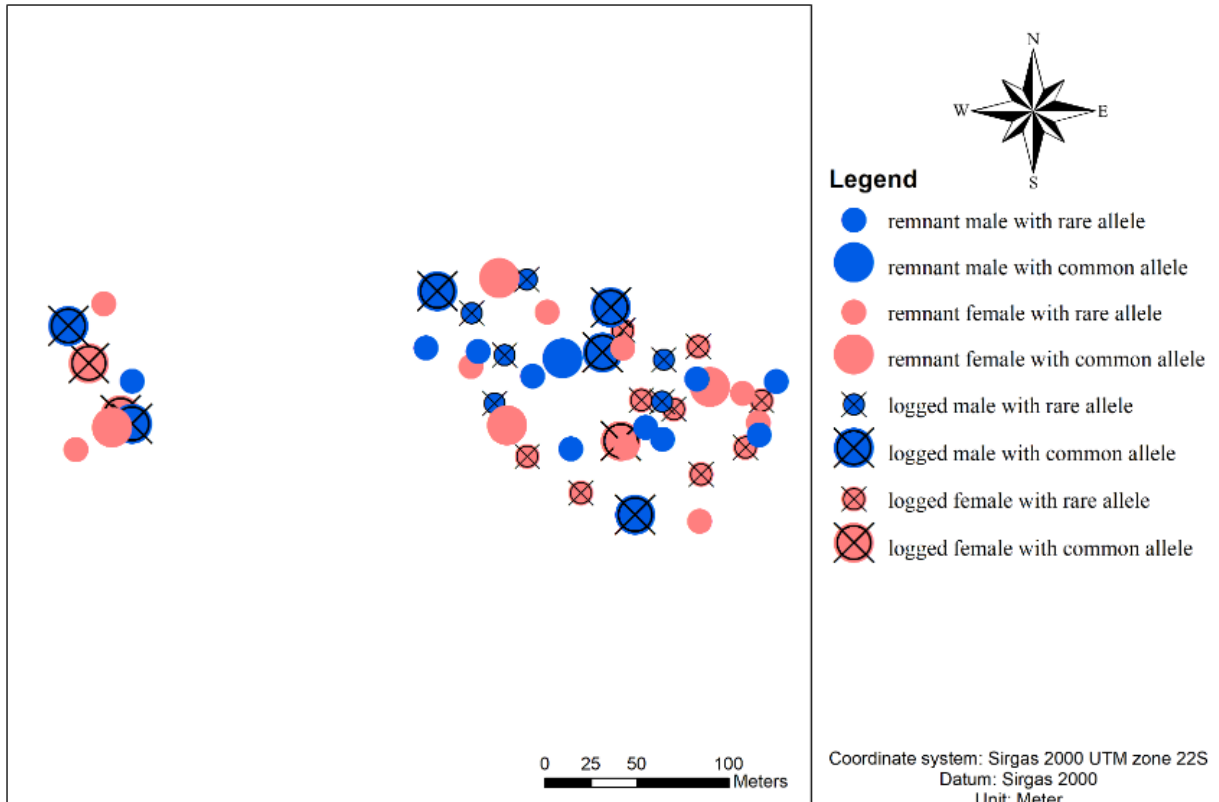 N
W E
S
Legend
remnant male with rare allele
remnant male with common allele
remnant female with rare allele
remnant female with common allele
logged male with rare allele
logged male with common allele
logged female with rare allele
logged female with common allele
0 25 50 100
Meters
Coordinate system: Sirgas 2000 UTM zone 22S
Datum: Sirgas 2000
Unit: Meter